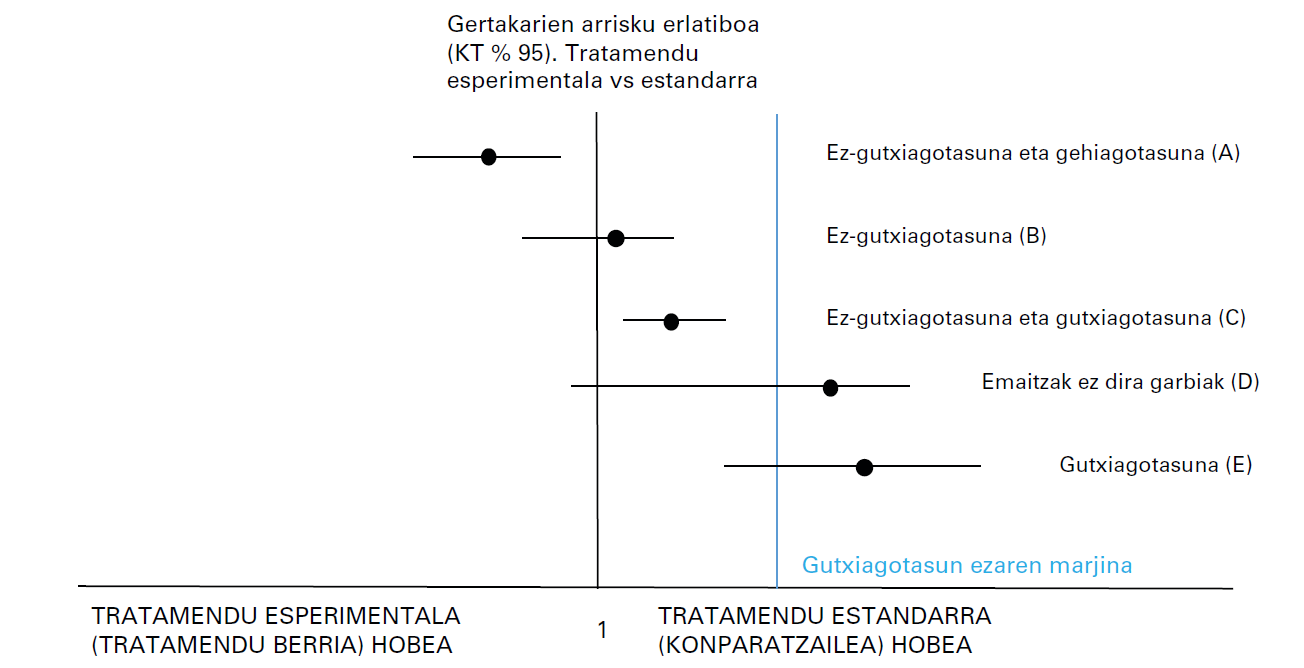 Gertakarien arrisku erlatiboa
(KT % 95). Tratamendu
esperimentala vs estandarra
Ez-gutxiagotasuna eta gehiagotasuna (A)
Ez-gutxiagotasuna (B)
Ez-gutxiagotasuna eta gutxiagotasuna (C)
Emaitzak ez dira garbiak (D)
Gutxiagotasuna (E)
Gutxiagotasun ezaren marjina
TRATAMENDU ESPERIMENTALA
(TRATAMENDU BERRIA) HOBEA
1
TRATAMENDU ESTANDARRA
(KONPARATZAILEA) HOBEA